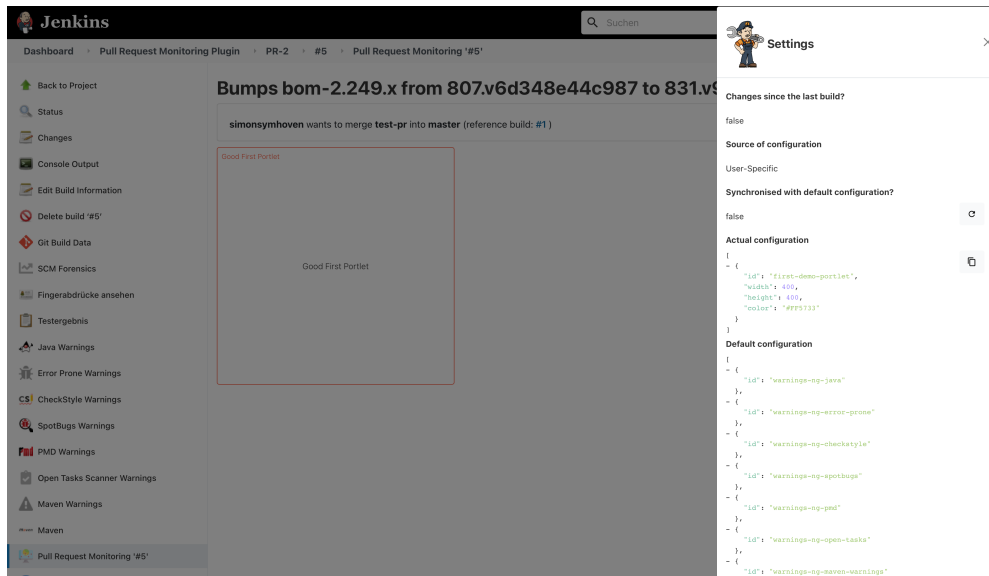 Jenkins
Suchen
Dashboard › Pull Request Monitoring Plugin › PR-2 › #5 › Pull Request Monitoring '#5'
Back to Project
Status
Changes
Console Output
Edit Build Information
Delete build '#5'
Git Build Data
SCM Forensics
Fingerabdrücke ansehen
Testergebnis
Java Warnings
Error Prone Warnings
CheckStyle Warnings
SpotBugs Warnings
PMD Warnings
Open Tasks Scanner Warnings
Maven Warnings
Maven
Pull Request Monitoring '#5'
Bumps bom-2.249.x from 807.v6d348e44c987 to 831.v9
simonsymhoven wants to merge test-pr into master (reference build: #1 )
Good First Portlet
Good First Portlet
Settings
Changes since the last build?
false
Source of configuration
User-Specific
Synchronised with default configuration?
false
Actual configuration
[
- {
"id": "first-demo-portlet",
"width": 400,
"height": 400,
"color": "#FF5733"
}
]
Default configuration
[
- {
"id": "warnings-ng-java"
},
- {
"id": "warnings-ng-error-prone"
},
- {
"id": "warnings-ng-checkstyle"
},
- {
"id": "warnings-ng-spotbugs"
},
- {
"id": "warnings-ng-pmd"
},
- {
"id": "warnings-ng-open-tasks"
},
- {
"id": "warnings-ng-maven-warnings"